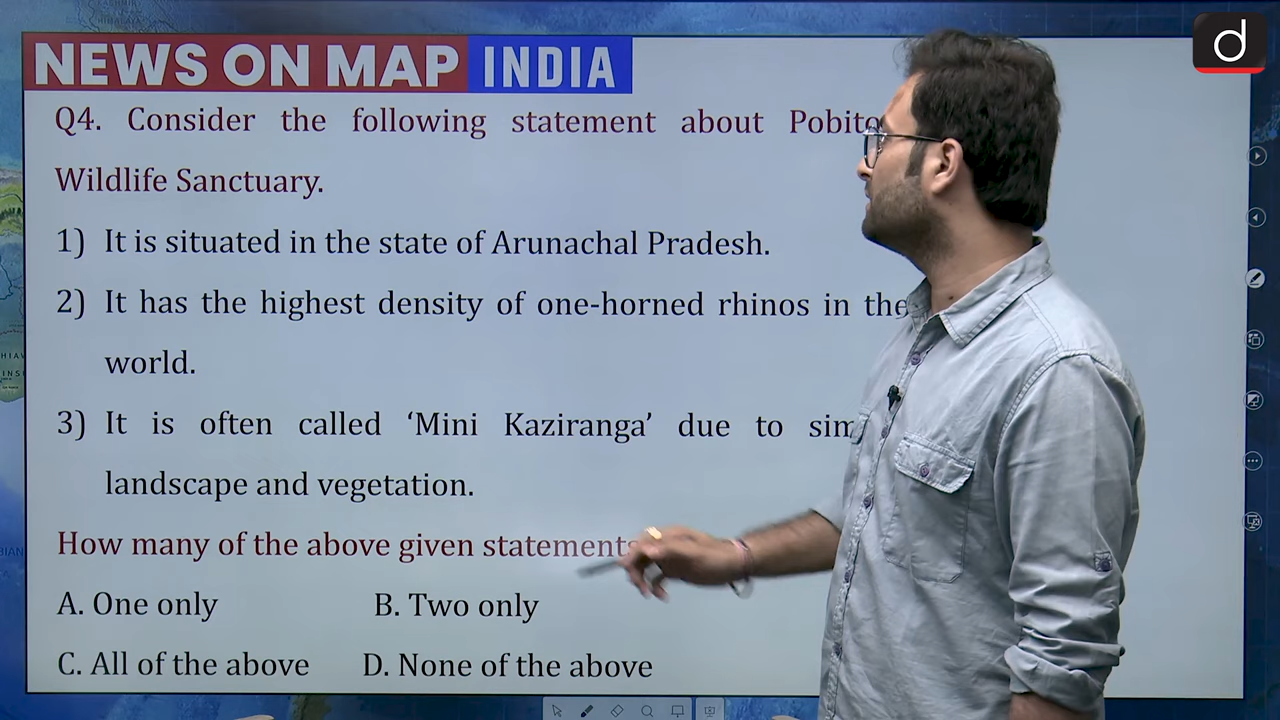 NEWS ON MAP INDIA
d
Q4. Consider the following statement about
Wildlife Sanctuary.
1) It is situated in the state of Arunachal Pradesh.
2) It has the highest density of one-horned rhinos in the
world.
3) It is often called ‘Mini Kaziranga’ due to
landscape and vegetation.
How many of the above given statements
A. One only B. Two only
C. All of the above D. None of the above